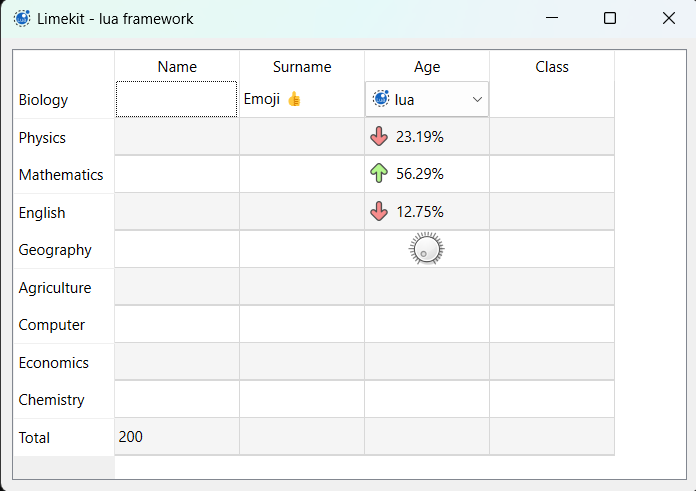 Limekit - lua framework
Name Surname Age Class
Biology Emoji 👍 lua
Physics 23.19%
Mathematics 56.29%
English 12.75%
Geography
Agriculture
Computer
Economics
Chemistry
Total 200